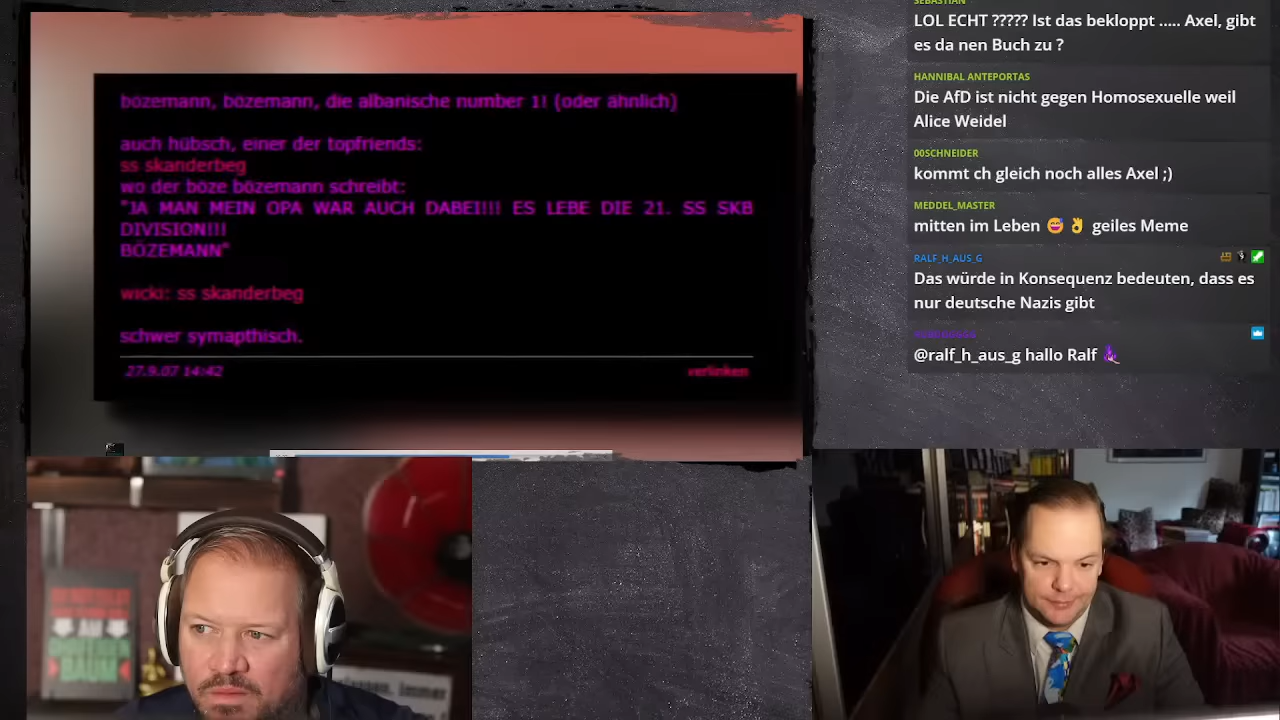 bözemann, bözemann, die albanische number 1! (oder ähnlich)
auch hübsch, einer der topfriends:
ss skanderbeg
wo der böze bözemann schreibt:
"JA MAN MEIN OPA WAR AUCH DABEI!!! ES LEBE DIE 21. SS SKB
DIVISION!!!
BÖZEMANN"
wicki: ss skanderbeg
schwer symapthisch.
27.9.07 14:42
verlinken
SEBASTIAN
LOL ECHT ????? Ist das bekloppt ..... Axel, gibt
es da nen Buch zu ?
HANNIBAL ANTEPORTAS
Die AfD ist nicht gegen Homosexuelle weil
Alice Weidel
00SCHNEIDER
kommt ch gleich noch alles Axel ;)
MEDDEL_MASTER
mitten im Leben 😅👌 geiles Meme
RALF_H_AUS_G
Das würde in Konsequenz bedeuten, dass es
nur deutsche Nazis gibt
@ralf_h_aus_g hallo Ralf
AU
BAUM
immer